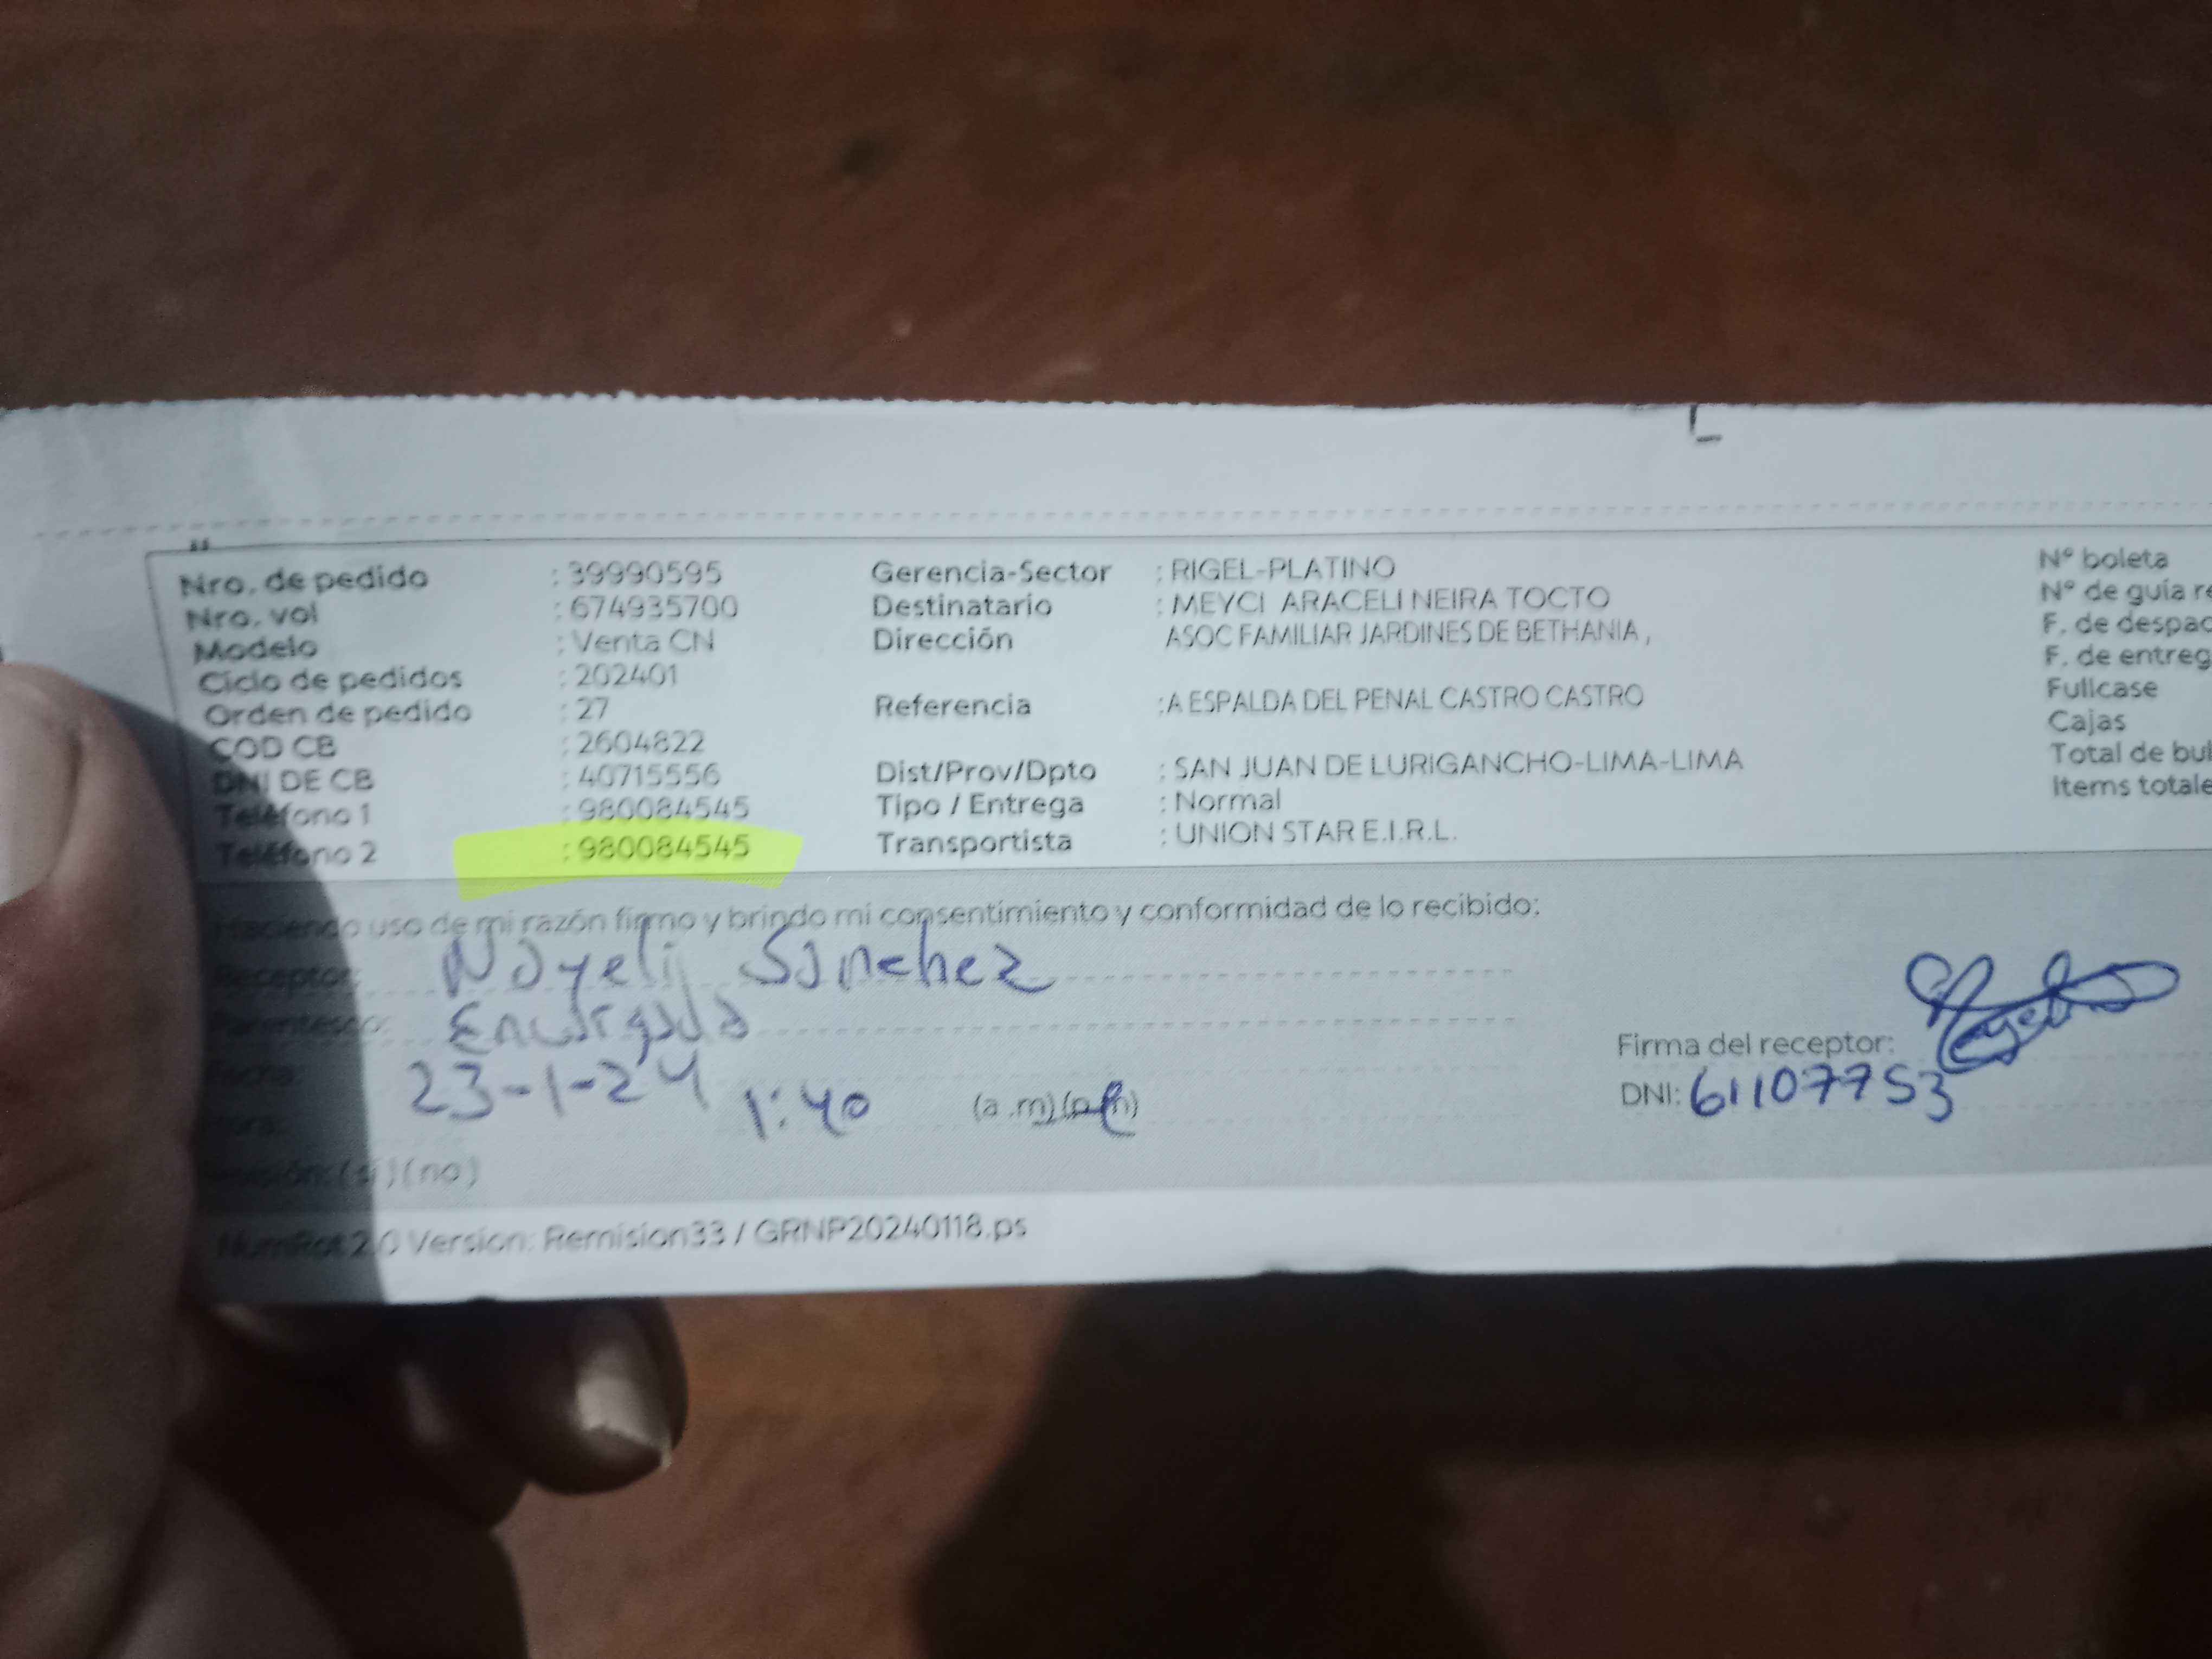 Nro. de pedido : 39990595
Nro. vol : 674935700
Modelo : Venta CN
Ciclo de pedidos : 202401
Orden de pedido : 27
COD CB : 2604822
DNI DE CB : 40715556
Teléfono 1 : 980084545
Teléfono 2 : 980084545
Gerencia-Sector : RIGEL-PLATINO
Destinatario : MEYCI ARACELI NEIRA TOCTO
Dirección ASOC FAMILIAR JARDINES DE BETHANIA ,
Referencia :A ESPALDA DEL PENAL CASTRO CASTRO
Dist/Prov/Dpto : SAN JUAN DE LURIGANCHO-LIMA-LIMA
Tipo / Entrega : Normal
Transportista : UNION STAR E.I.R.L.
Nº boleta
Nº de guía re
F. de despac
F. de entreg
Fullcase
Cajas
Total de bul
Items totale
Haciendo uso de mi razón firmo y brindo mi consentimiento y conformidad de lo recibido:
Receptor: Nayeli Sanchez
Parentesco: Encargada
Fecha: 23-1-24
Hora: 1:40 (a .m) (p.m)
(si) (no)
Firma del receptor:
DNI: 61107753
NumRot 2.0 Version: Remision33 / GRNP20240118.ps